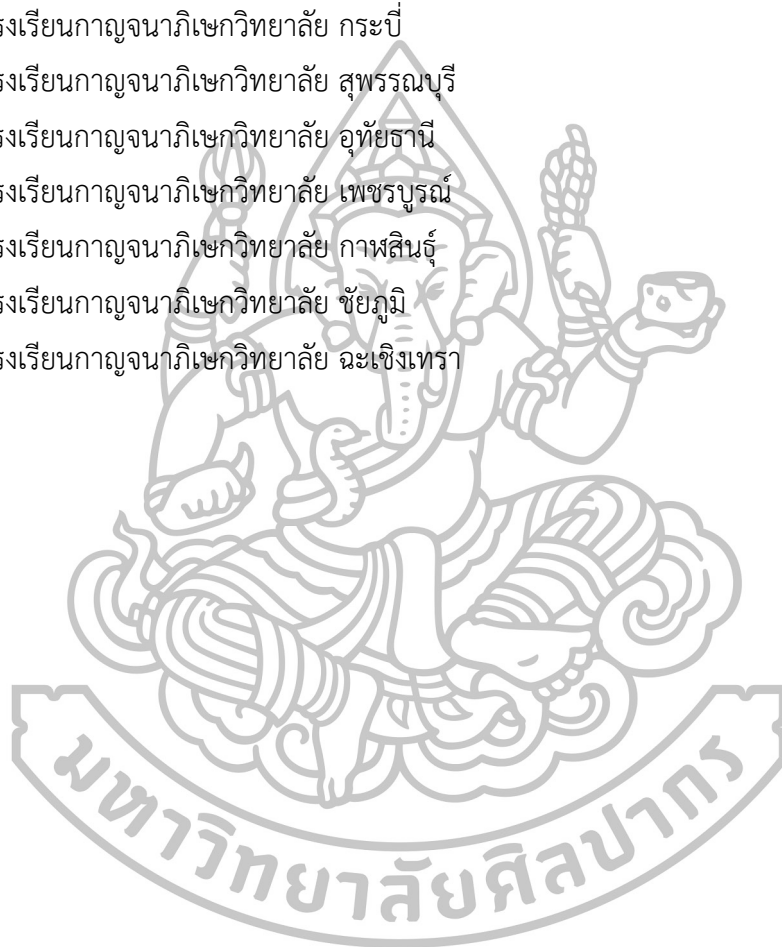 รงเรียนกาญจนาภิเษกวิทยาลัย กระบี่
รงเรียนกาญจนาภิเษกวิทยาลัย สุพรรณบุรี
รงเรียนกาญจนาภิเษกวิทยาลัย อุทัยธานี
รงเรียนกาญจนาภิเษกวิทยาลัย เพชรบูรณ์
รงเรียนกาญจนาภิเษกวิทยาลัย กาฬสินธุ์
รงเรียนกาญจนาภิเษกวิทยาลัย ชัยภูมิ
รงเรียนกาญจนาภิเษกวิทยาลัย ฉะเชิงเทรา
มหาวิทยาลัยศิลปากร